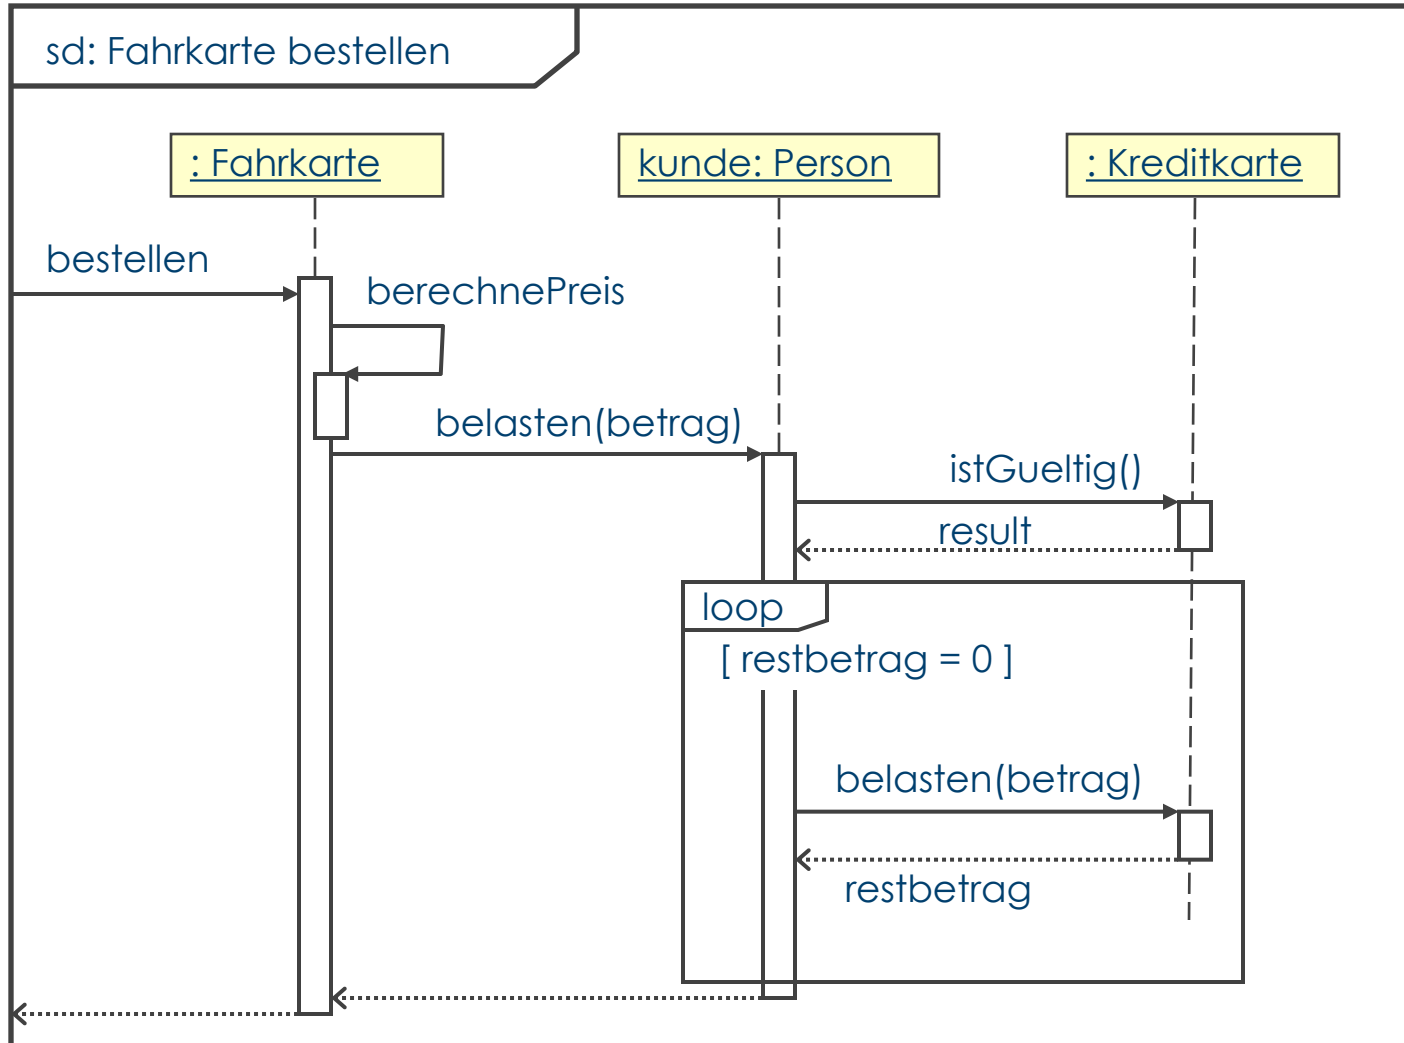 sd: Fahrkarte bestellen
: Fahrkarte
kunde: Person
: Kreditkarte
bestellen
berechnePreis
belasten(betrag)
istGueltig()
result
loop
[ restbetrag = 0 ]
belasten(betrag)
restbetrag